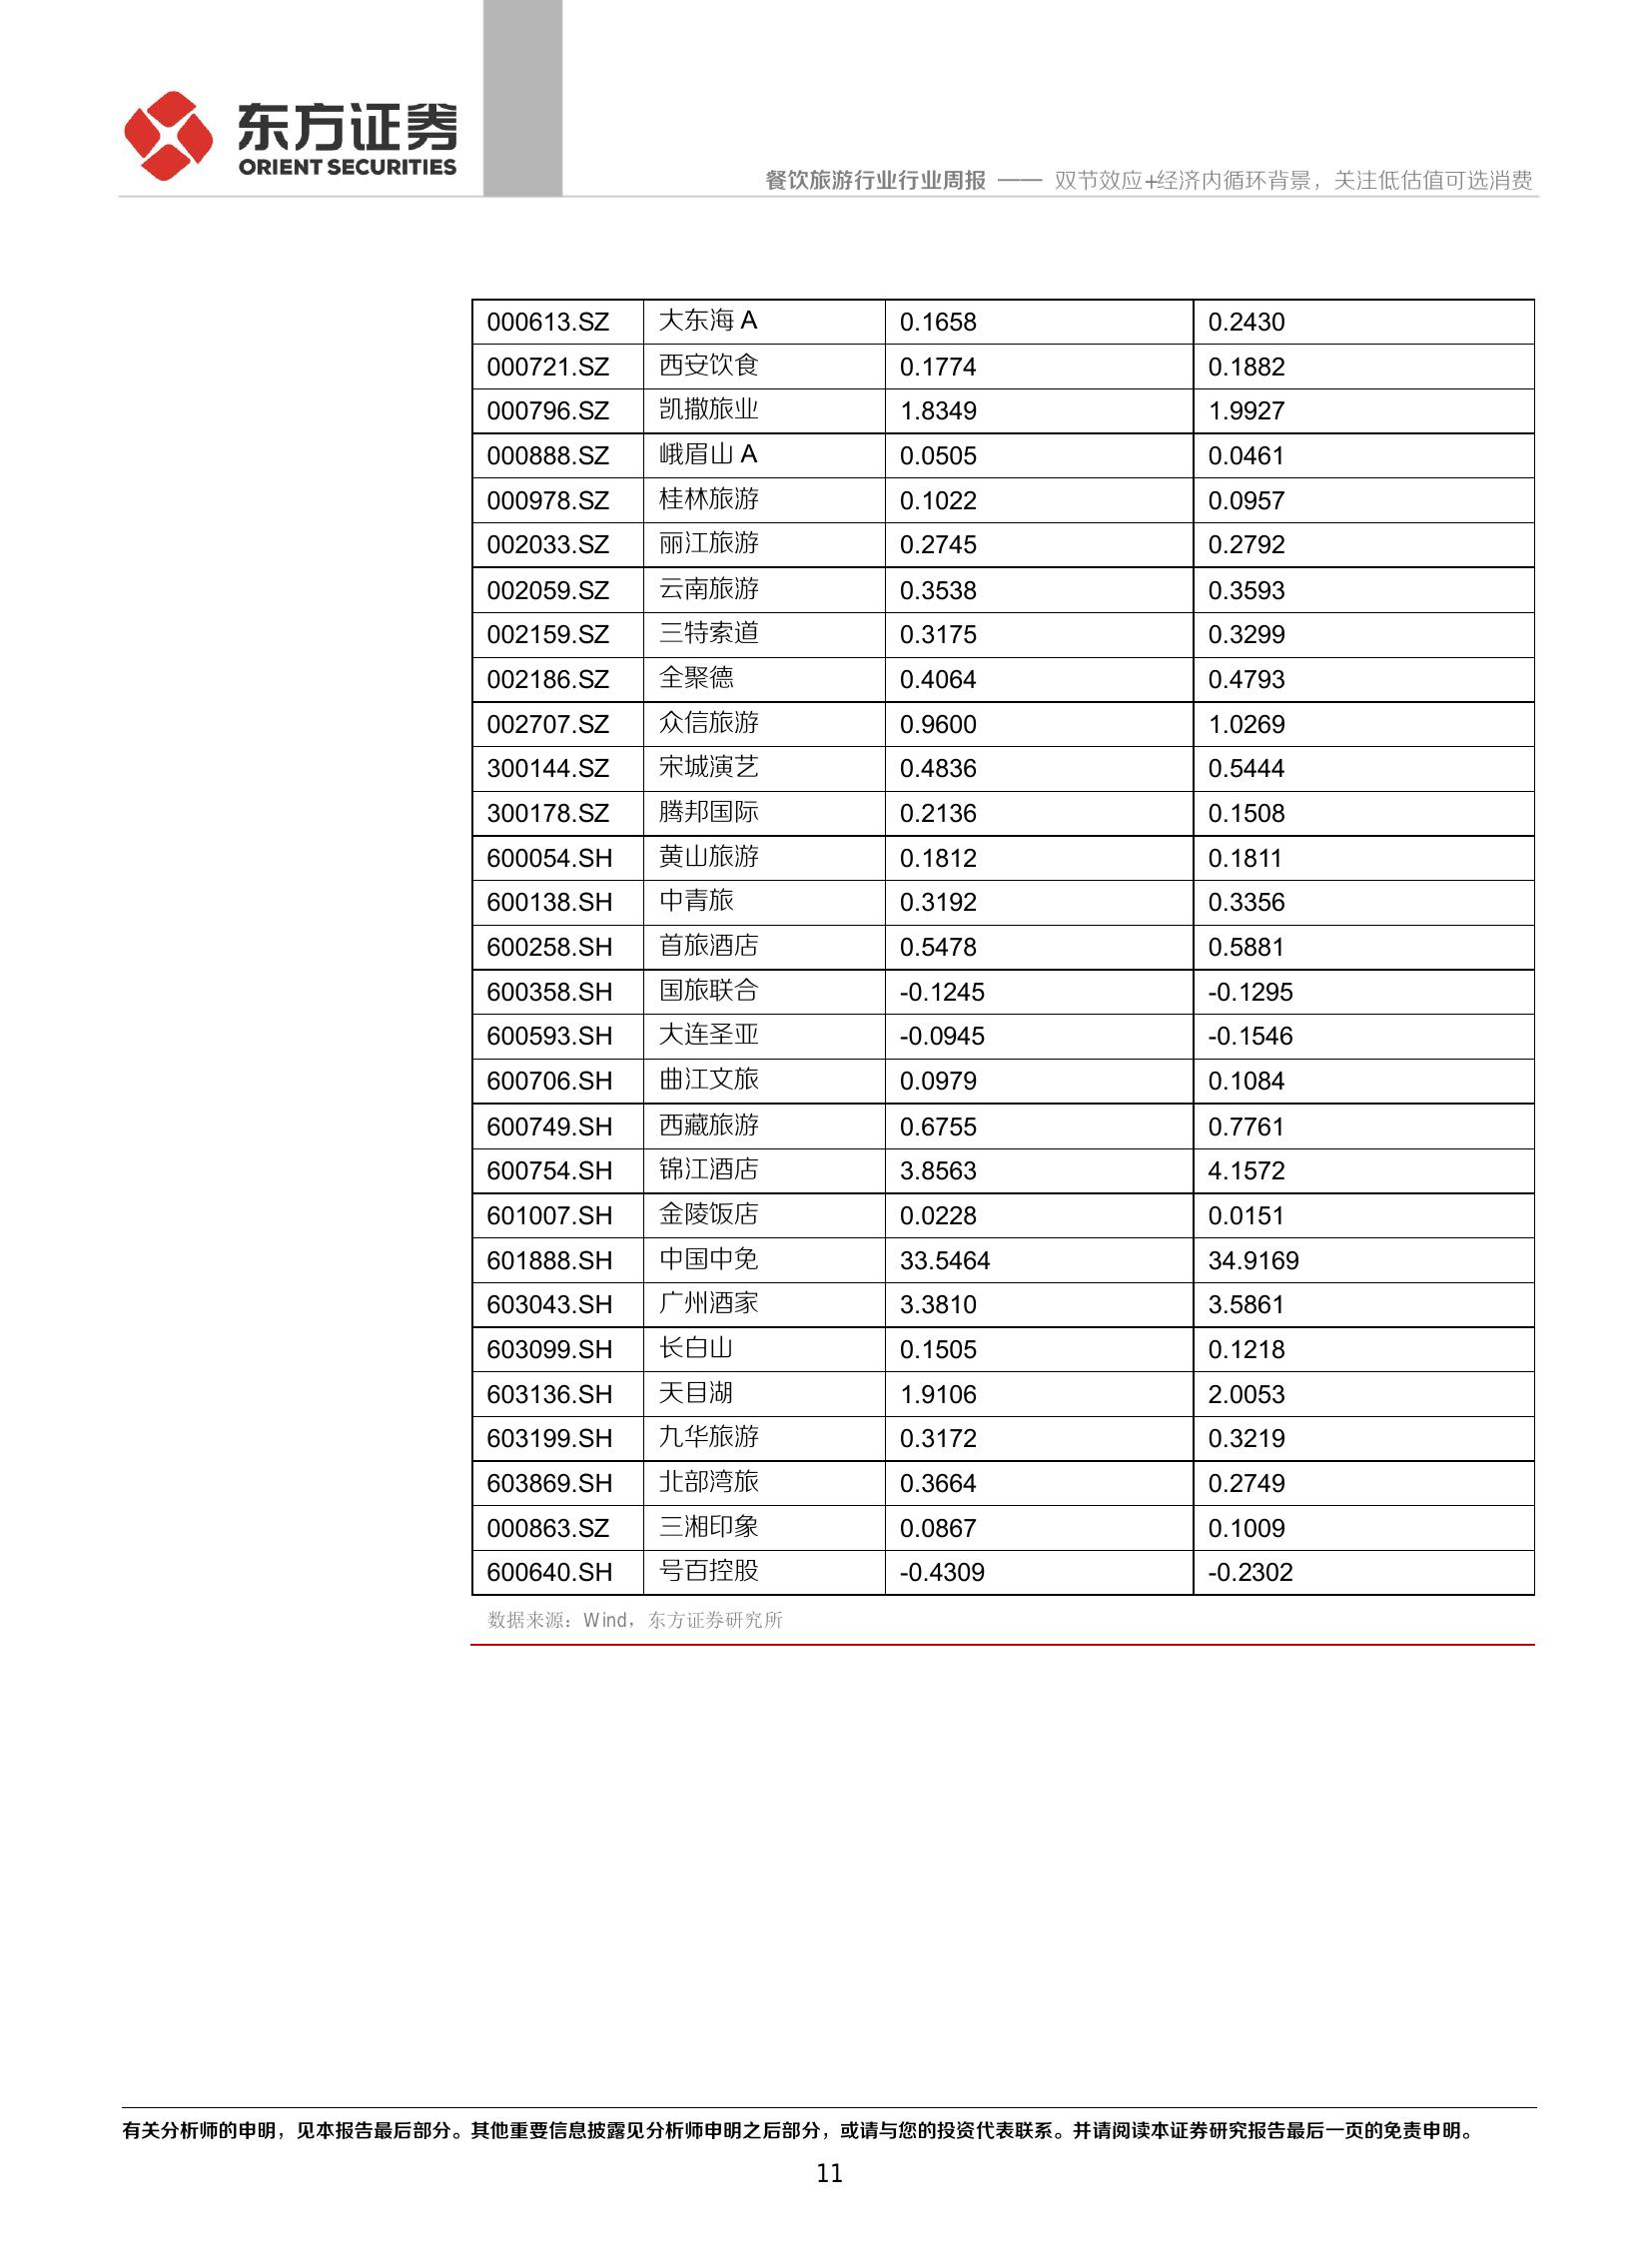 东方证券
ORIENT SECURITIES
餐饮旅游行业行业周报 —— 双节效应+经济内循环背景，关注低估值可选消费
000613.SZ 大东海 A 0.1658 0.2430
000721.SZ 西安饮食 0.1774 0.1882
000796.SZ 凯撒旅业 1.8349 1.9927
000888.SZ 峨眉山 A 0.0505 0.0461
000978.SZ 桂林旅游 0.1022 0.0957
002033.SZ 丽江旅游 0.2745 0.2792
002059.SZ 云南旅游 0.3538 0.3593
002159.SZ 三特索道 0.3175 0.3299
002186.SZ 全聚德 0.4064 0.4793
002707.SZ 众信旅游 0.9600 1.0269
300144.SZ 宋城演艺 0.4836 0.5444
300178.SZ 腾邦国际 0.2136 0.1508
600054.SH 黄山旅游 0.1812 0.1811
600138.SH 中青旅 0.3192 0.3356
600258.SH 首旅酒店 0.5478 0.5881
600358.SH 国旅联合 -0.1245 -0.1295
600593.SH 大连圣亚 -0.0945 -0.1546
600706.SH 曲江文旅 0.0979 0.1084
600749.SH 西藏旅游 0.6755 0.7761
600754.SH 锦江酒店 3.8563 4.1572
601007.SH 金陵饭店 0.0228 0.0151
601888.SH 中国中免 33.5464 34.9169
603043.SH 广州酒家 3.3810 3.5861
603099.SH 长白山 0.1505 0.1218
603136.SH 天目湖 1.9106 2.0053
603199.SH 九华旅游 0.3172 0.3219
603869.SH 北部湾旅 0.3664 0.2749
000863.SZ 三湘印象 0.0867 0.1009
600640.SH 号百控股 -0.4309 -0.2302
数据来源：Wind，东方证券研究所
有关分析师的申明，见本报告最后部分。其他重要信息披露见分析师申明之后部分，或请与您的投资代表联系。并请阅读本证券研究报告最后一页的免责申明。
11